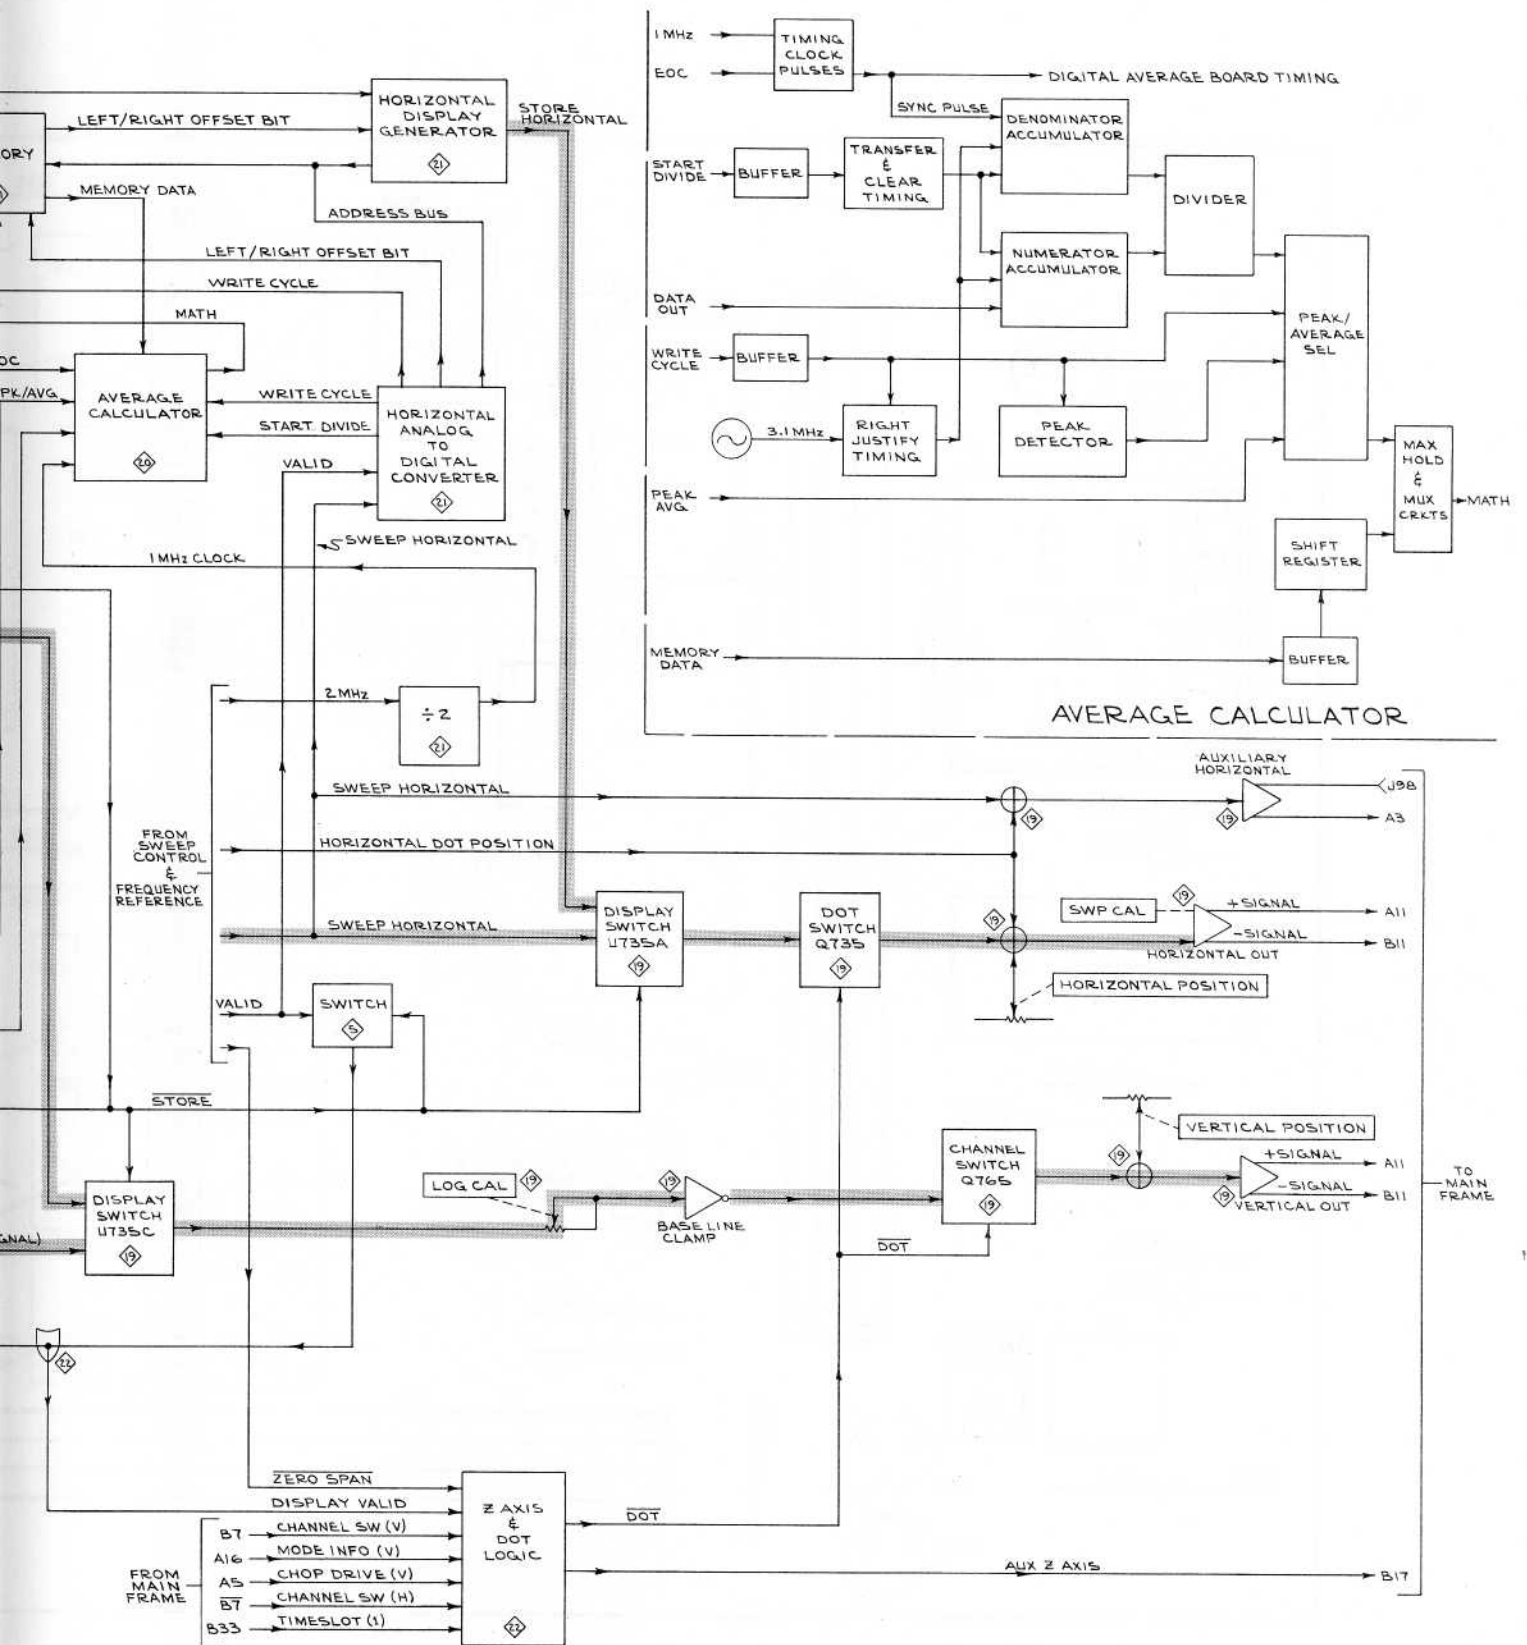 1 MHz
EOC
TIMING
CLOCK
PULSES
DIGITAL AVERAGE BOARD TIMING
SYNC PULSE
DENOMINATOR
ACCUMULATOR
START
DIVIDE
BUFFER
TRANSFER
&
CLEAR
TIMING
DIVIDER
NUMERATOR
ACCUMULATOR
DATA
OUT
WRITE
CYCLE
BUFFER
PEAK/
AVERAGE
SEL
3.1 MHz
RIGHT
JUSTIFY
TIMING
PEAK
DETECTOR
PEAK
AVG
MAX
HOLD
&
MUX
CRKTS
MATH
SHIFT
REGISTER
MEMORY
DATA
BUFFER
AVERAGE CALCULATOR
ORY
LEFT/RIGHT OFFSET BIT
HORIZONTAL
DISPLAY
GENERATOR
21
STORE
HORIZONTAL
MEMORY DATA
ADDRESS BUS
LEFT/RIGHT OFFSET BIT
WRITE CYCLE
MATH
OC
PK/AVG
AVERAGE
CALCULATOR
20
WRITE CYCLE
START DIVIDE
VALID
HORIZONTAL
ANALOG
TO
DIGITAL
CONVERTER
21
SWEEP HORIZONTAL
1 MHz CLOCK
2 MHz
÷2
21
FROM
SWEEP
CONTROL
&
FREQUENCY
REFERENCE
SWEEP HORIZONTAL
19
AUXILIARY
HORIZONTAL
19
J98
A3
HORIZONTAL DOT POSITION
SWEEP HORIZONTAL
DISPLAY
SWITCH
U735A
19
DOT
SWITCH
Q735
19
19
SWP CAL
19
+SIGNAL
A11
-SIGNAL
B11
HORIZONTAL OUT
HORIZONTAL POSITION
VALID
SWITCH
5
STORE
VERTICAL POSITION
DISPLAY
SWITCH
U735C
19
GNAL)
LOG CAL
19
19
BASE LINE
CLAMP
CHANNEL
SWITCH
Q765
19
DOT
19
+SIGNAL
A11
-SIGNAL
B11
19
VERTICAL OUT
TO
MAIN
FRAME
22
ZERO SPAN
DISPLAY VALID
FROM
MAIN
FRAME
B7 CHANNEL SW (V)
A16 MODE INFO (V)
A5 CHOP DRIVE (V)
B7 CHANNEL SW (H)
B33 TIMESLOT (1)
Z AXIS
&
DOT
LOGIC
22
DOT
AUX Z AXIS
B17